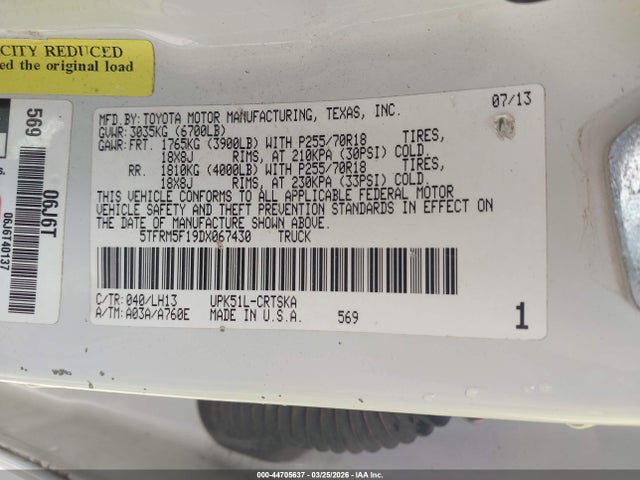 CITY REDUCED
ed the original load
569
06J6T
06J6T40137
MFD.BY:TOYOTA MOTOR MANUFACTURING, TEXAS, INC. 07/13
GVWR: 3035KG (6700LB)
GAWR: FRT. 1765KG (3900LB) WITH P255/70R18 TIRES,
18X8J RIMS, AT 210KPA (30PSI) COLD.
RR. 1810KG (4000LB) WITH P255/70R18 TIRES,
18X8J RIMS, AT 230KPA (33PSI) COLD.
THIS VEHICLE CONFORMS TO ALL APPLICABLE FEDERAL MOTOR
VEHICLE SAFETY AND THEFT PREVENTION STANDARDS IN EFFECT ON
THE DATE OF MANUFACTURE SHOWN ABOVE.
5TFRM5F19DX067430 TRUCK
C/TR: 040/LH13 UPK51L-CRTSKA
A/TM: A03A/A760E MADE IN U.S.A. 569 1
000-44705637 - 03/25/2026 - IAAI.com